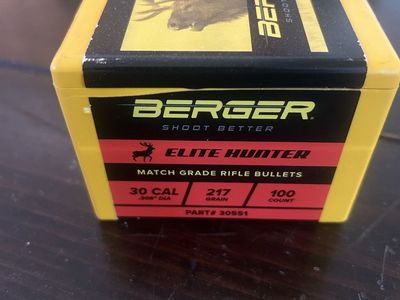 BERGER
SHOOT BETTER
ELITE HUNTER
MATCH GRADE RIFLE BULLETS
30 CAL 217 100
.308" DIA GRAIN COUNT
PART# 30551